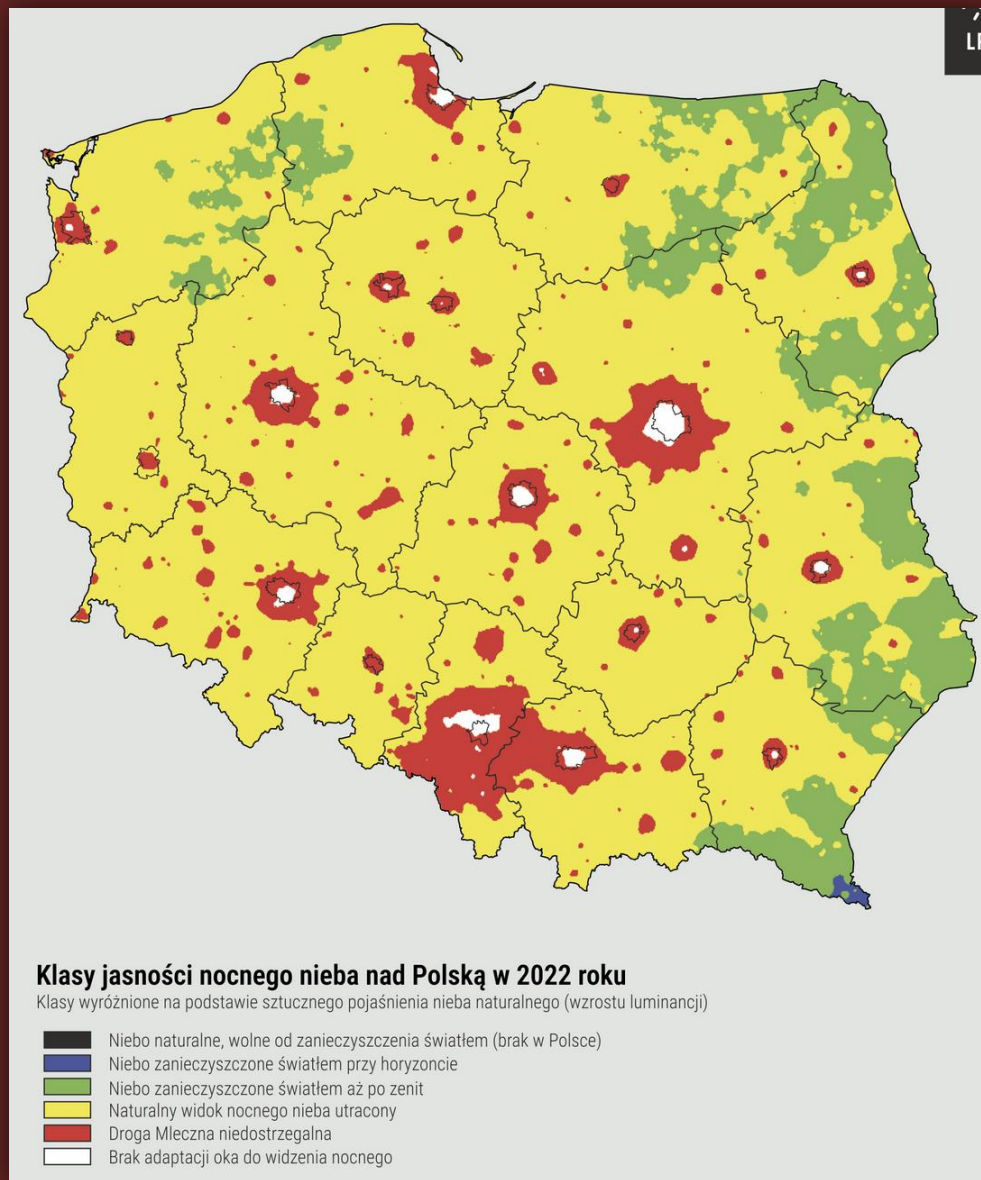 Klasy jasności nocnego nieba nad Polską w 2022 roku
Klasy wyróżnione na podstawie sztucznego pojaśnienia nieba naturalnego (wzrostu luminancji)
Niebo naturalne, wolne od zanieczyszczenia światłem (brak w Polsce)
Niebo zanieczyszczone światłem przy horyzoncie
Niebo zanieczyszczone światłem aż po zenit
Naturalny widok nocnego nieba utracony
Droga Mleczna niedostrzegalna
Brak adaptacji oka do widzenia nocnego